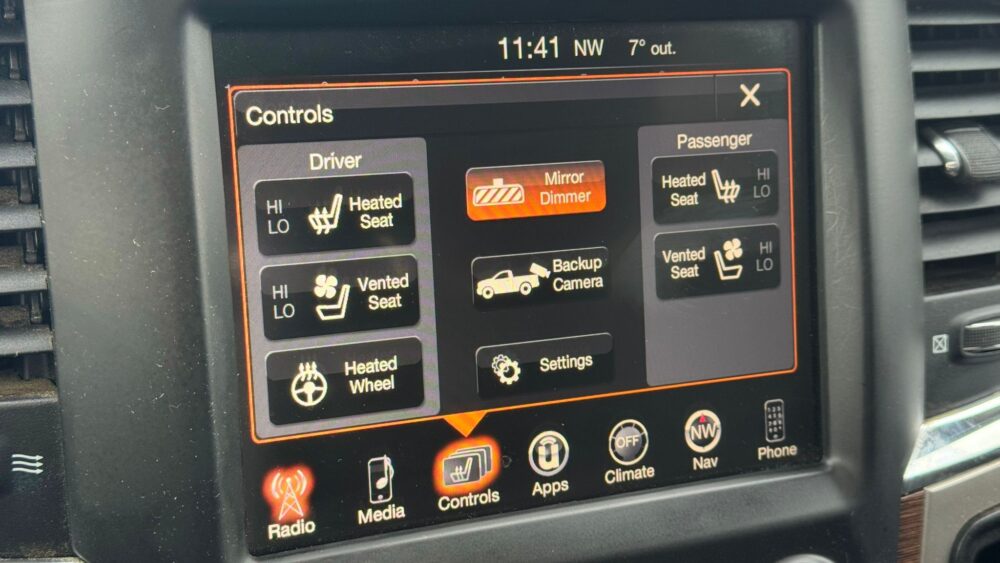 11:41 NW 7° out.
Controls X
Driver
HI
LO
Heated
Seat
HI
LO
Vented
Seat
Heated
Wheel
Mirror
Dimmer
Backup
Camera
Settings
Passenger
Heated
Seat
HI
LO
Vented
Seat
HI
LO
Radio
Media
Controls
Apps
OFF
Climate
NW
Nav
Phone